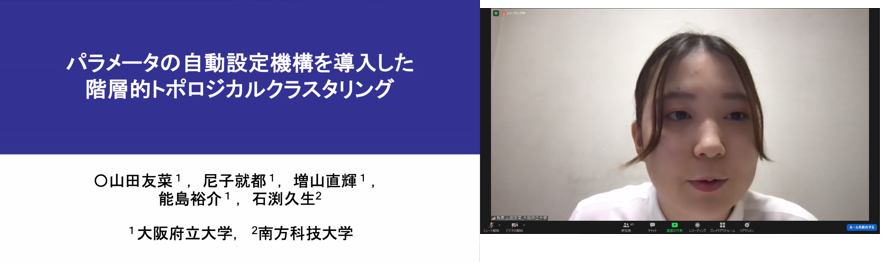 パラメータの自動設定機構を導入した
階層的トポロジカルクラスタリング
〇山田友菜¹， 尼子就都¹， 増山直輝¹，
能島裕介¹， 石渕久生²
¹大阪府立大学， ²南方科技大学